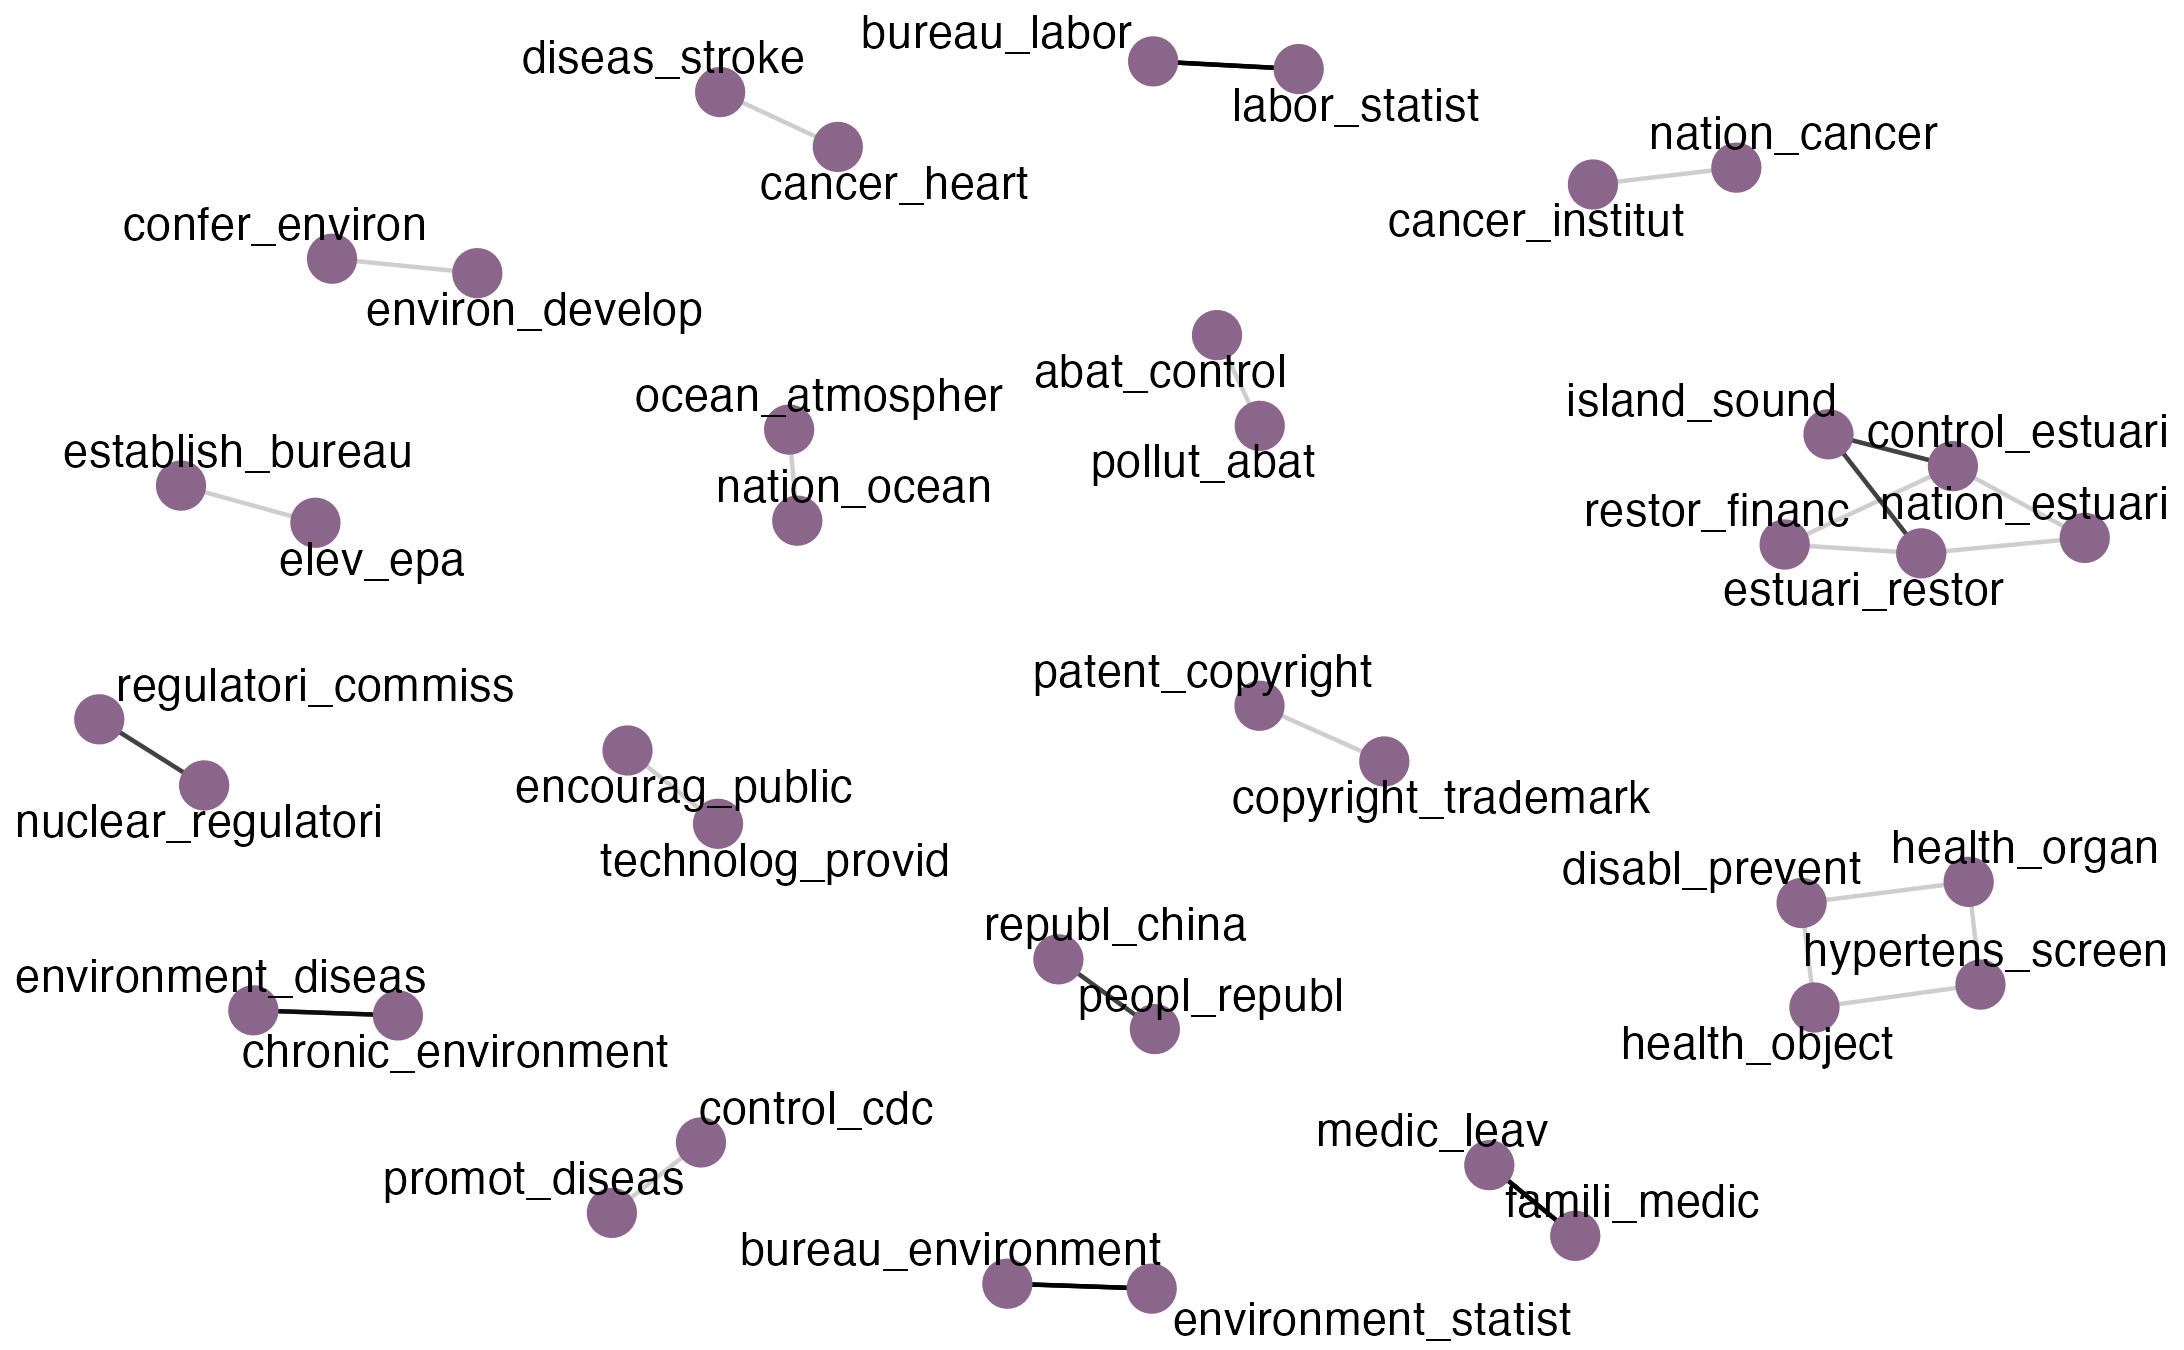 bureau_labor
diseas_stroke
labor_statist
nation_cancer
cancer_heart
cancer_institut
confer_environ
environ_develop
abat_control
ocean_atmospher
island_sound
control_estuari
establish_bureau
pollut_abat
nation_ocean
restor_financ
nation_estuari
elev_epa
estuari_restor
patent_copyright
regulatori_commiss
encourag_public
copyright_trademark
nuclear_regulatori
health_organ
technolog_provid
disabl_prevent
republ_china
hypertens_screen
environment_diseas
peopl_republ
health_object
chronic_environment
control_cdc
medic_leav
promot_diseas
famili_medic
bureau_environment
environment_statist